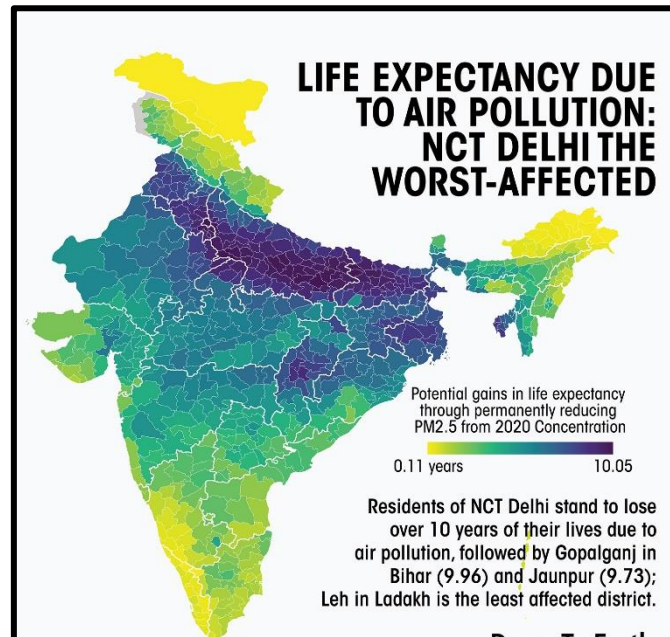 LIFE EXPECTANCY DUE
TO AIR POLLUTION:
NCT DELHI THE
WORST-AFFECTED
Potential gains in life expectancy
through permanently reducing
PM2.5 from 2020 Concentration
0.11 years 10.05
Residents of NCT Delhi stand to lose
over 10 years of their lives due to
air pollution, followed by Gopalganj in
Bihar (9.96) and Jaunpur (9.73);
Leh in Ladakh is the least affected district.
Down To Earth